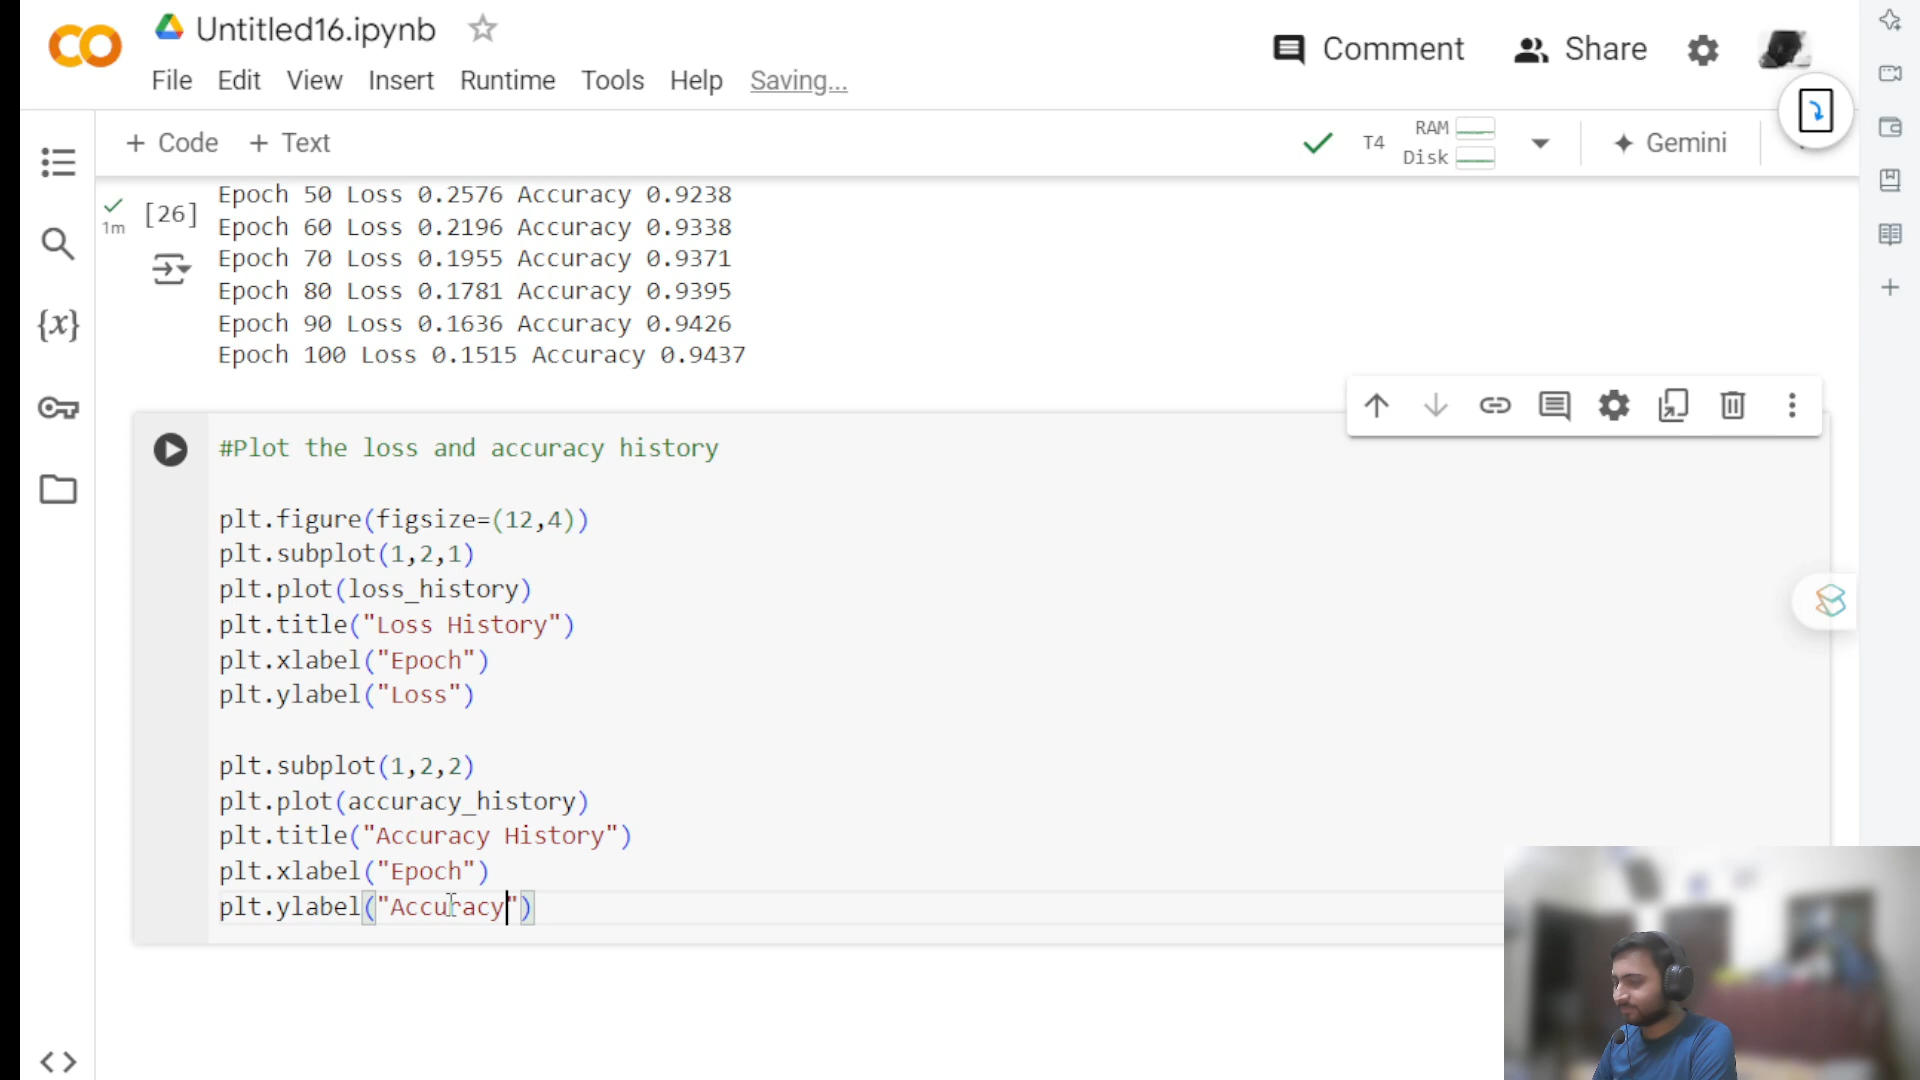 Untitled16.ipynb
Comment
Share
File Edit View Insert Runtime Tools Help Saving...
+ Code + Text
T4
RAM
Disk
Gemini
1m
[26]
Epoch 50 Loss 0.2576 Accuracy 0.9238
Epoch 60 Loss 0.2196 Accuracy 0.9338
Epoch 70 Loss 0.1955 Accuracy 0.9371
Epoch 80 Loss 0.1781 Accuracy 0.9395
Epoch 90 Loss 0.1636 Accuracy 0.9426
Epoch 100 Loss 0.1515 Accuracy 0.9437
{x}
#Plot the loss and accuracy history
plt.figure(figsize=(12,4))
plt.subplot(1,2,1)
plt.plot(loss_history)
plt.title("Loss History")
plt.xlabel("Epoch")
plt.ylabel("Loss")
plt.subplot(1,2,2)
plt.plot(accuracy_history)
plt.title("Accuracy History")
plt.xlabel("Epoch")
plt.ylabel("Accuracy")